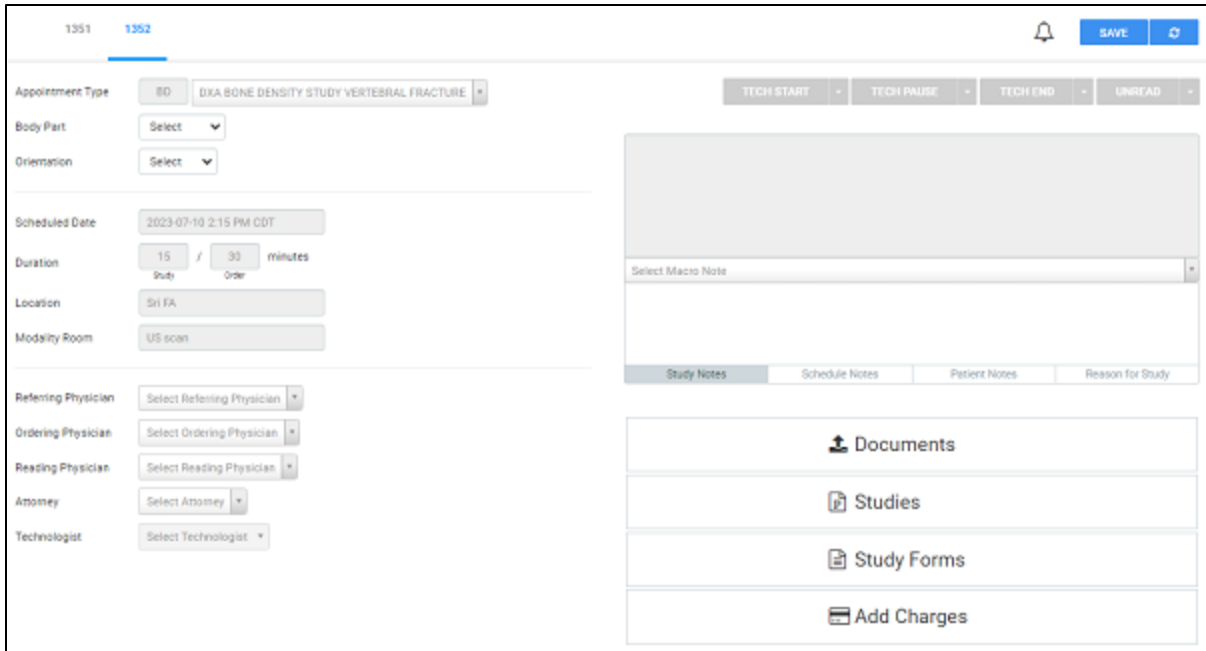 1351 1352
SAVE
Appointment Type BD DXA BONE DENSITY STUDY VERTEBRAL FRACTURE
TECH START TECH PAUSE TECH END UNREAD
Body Part Select
Orientation Select
Scheduled Date 2023-07-10 2:15 PM CDT
Duration 15 / 30 minutes
Study Order
Select Macro Note
Location Sri FA
Modality Room US scan
Study Notes Schedule Notes Patient Notes Reason for Study
Referring Physician Select Referring Physician
Ordering Physician Select Ordering Physician
Reading Physician Select Reading Physician
Attorney Select Attorney
Technologist Select Technologist
Documents
Studies
Study Forms
Add Charges